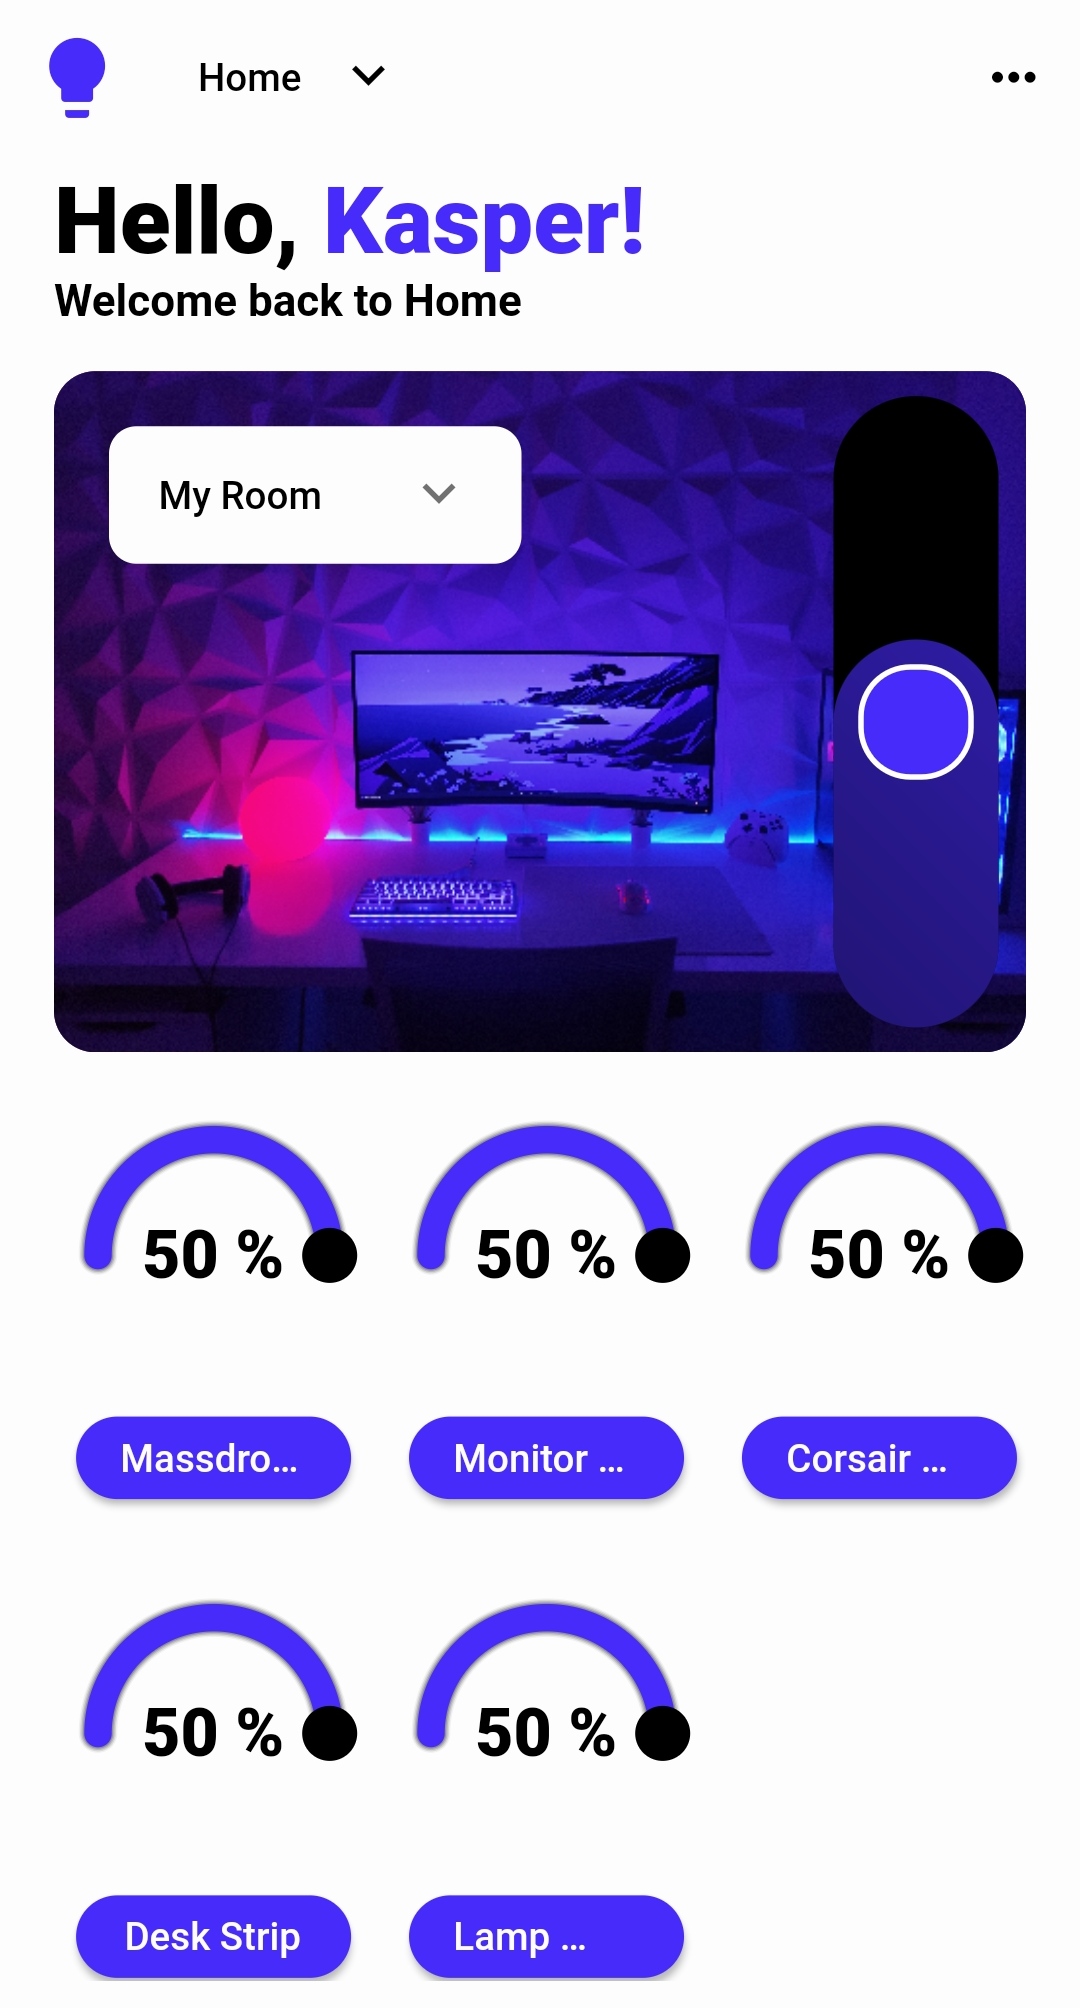 Home
Hello, Kasper!
Welcome back to Home
My Room
50 % 50 % 50 %
Massdro... Monitor ... Corsair ...
50 % 50 %
Desk Strip Lamp ...